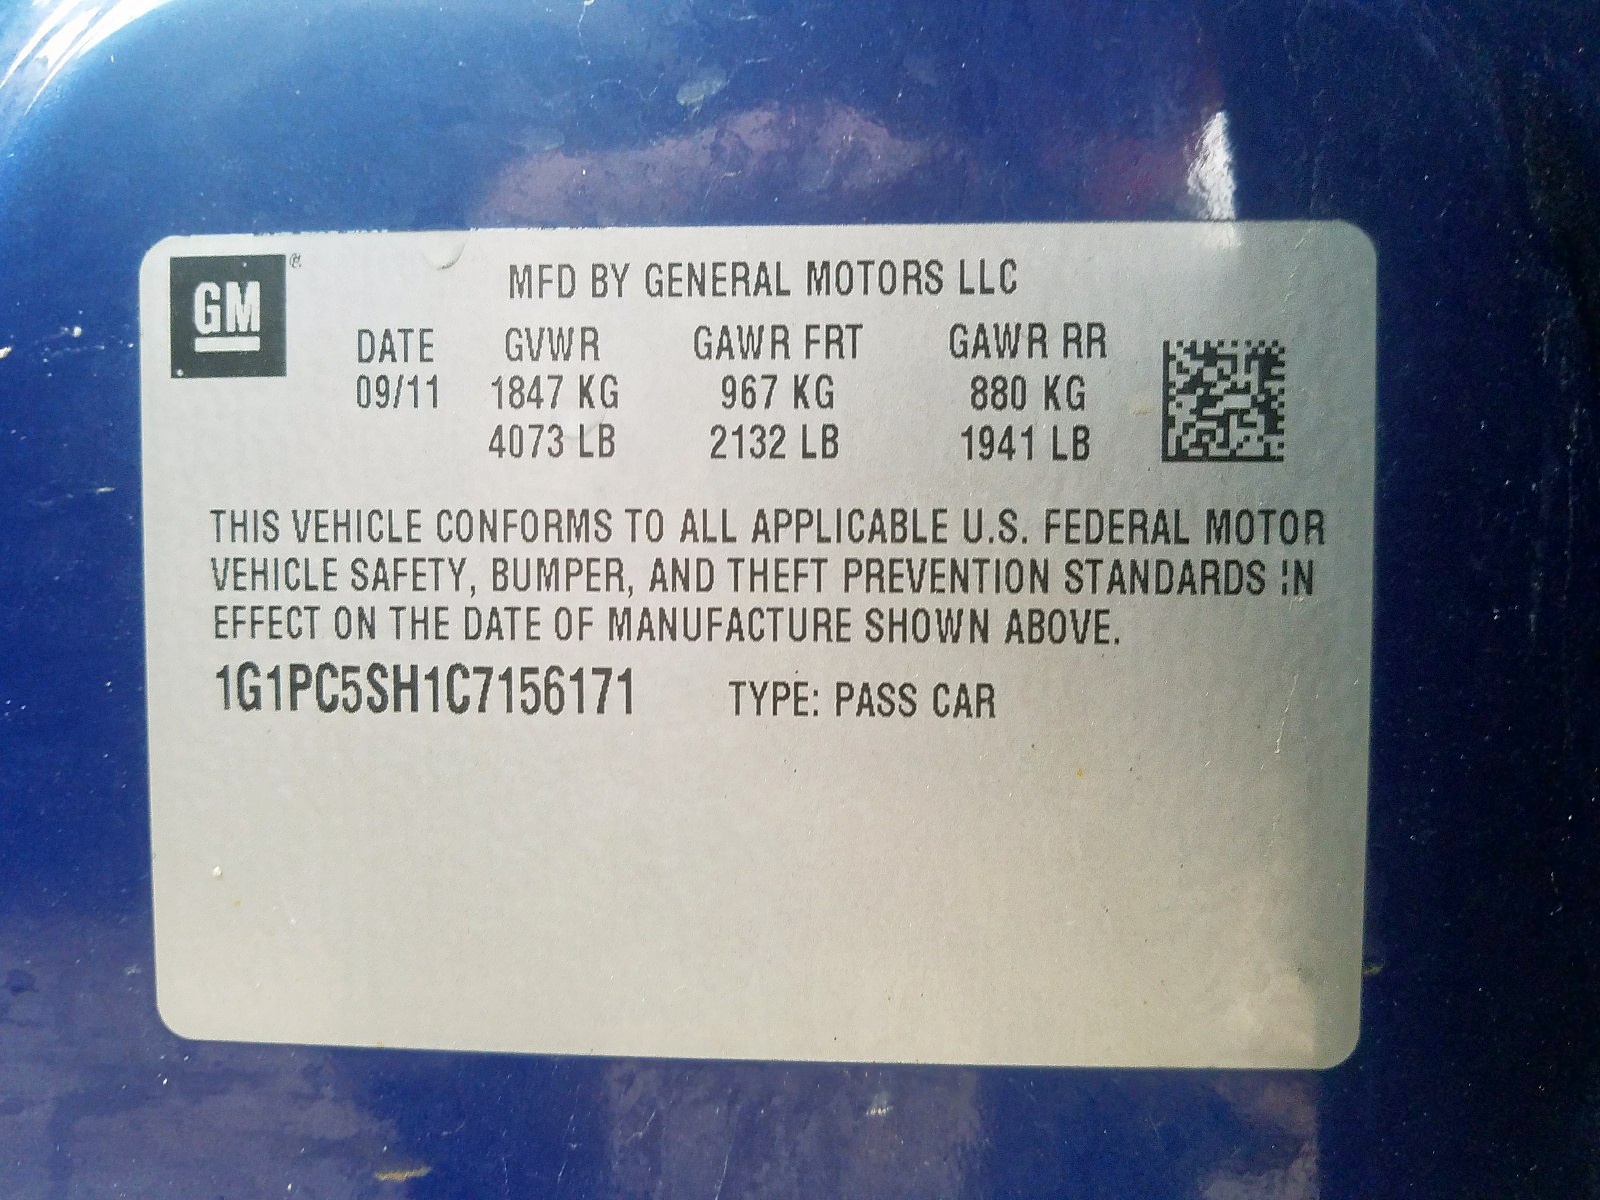 GM ®
MFD BY GENERAL MOTORS LLC
DATE GVWR GAWR FRT GAWR RR
09/11 1847 KG 967 KG 880 KG
4073 LB 2132 LB 1941 LB
THIS VEHICLE CONFORMS TO ALL APPLICABLE U.S. FEDERAL MOTOR
VEHICLE SAFETY, BUMPER, AND THEFT PREVENTION STANDARDS IN
EFFECT ON THE DATE OF MANUFACTURE SHOWN ABOVE.
1G1PC5SH1C7156171 TYPE: PASS CAR